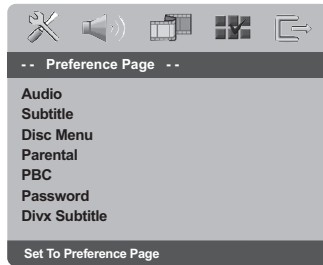 - - Preference Page - -
Audio
Subtitle
Disc Menu
Parental
PBC
Password
Divx Subtitle
Set To Preference Page